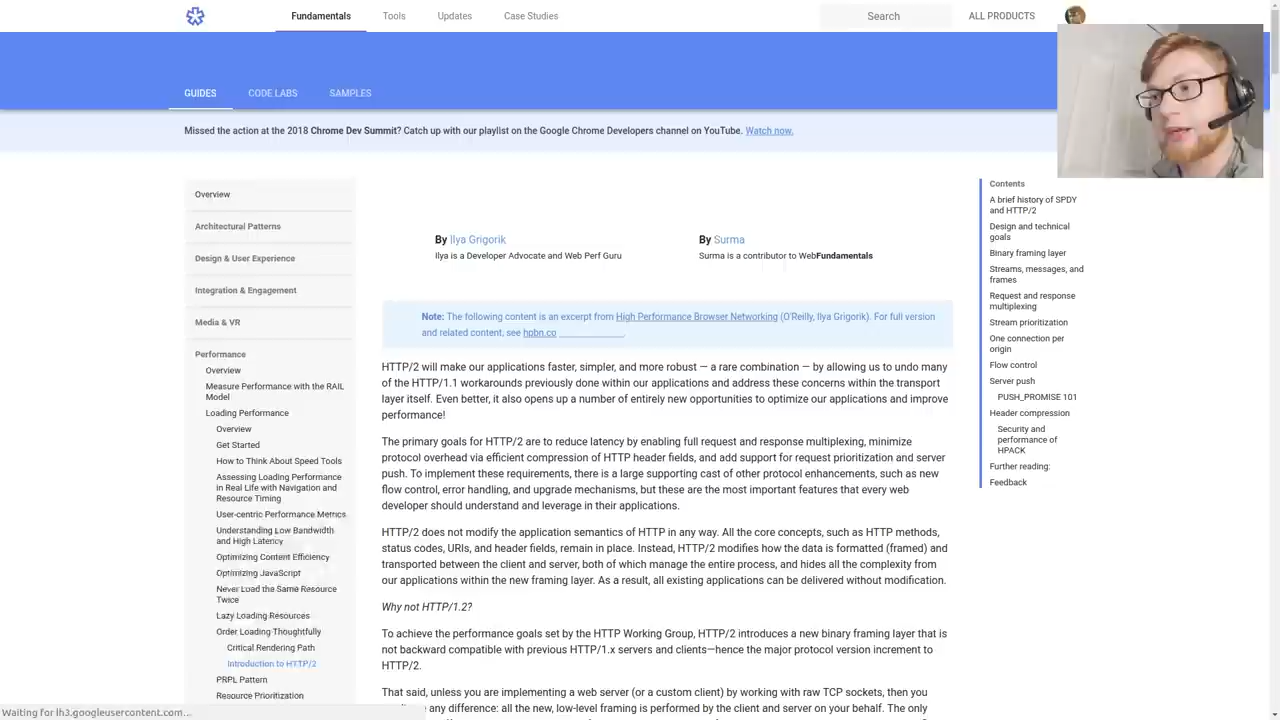 Fundamentals
Tools
Updates
Case Studies
Search
ALL PRODUCTS
GUIDES
CODE LABS
SAMPLES
Missed the action at the 2018 Chrome Dev Summit? Catch up with our playlist on the Google Chrome Developers channel on YouTube. Watch now.
Overview
Architectural Patterns
Design & User Experience
Integration & Engagement
Media & VR
Performance
Overview
Measure Performance with the RAIL
Model
Loading Performance
Overview
Get Started
How to Think About Speed Tools
Assessing Loading Performance
in Real Life with Navigation and
Resource Timing
User-centric Performance Metrics
Understanding Low Bandwidth
and High Latency
Optimizing Content Efficiency
Optimizing JavaScript
Never Load the Same Resource
Twice
Lazy Loading Resources
Order Loading Thoughtfully
Critical Rendering Path
Introduction to HTTP/2
PRPL Pattern
Resource Prioritization
By Ilya Grigorik
Ilya is a Developer Advocate and Web Perf Guru
By Surma
Surma is a contributor to WebFundamentals
Note: The following content is an excerpt from High Performance Browser Networking (O'Reilly, Ilya Grigorik). For full version
and related content, see hpbn.co .
HTTP/2 will make our applications faster, simpler, and more robust — a rare combination — by allowing us to undo many
of the HTTP/1.1 workarounds previously done within our applications and address these concerns within the transport
layer itself. Even better, it also opens up a number of entirely new opportunities to optimize our applications and improve
performance!
The primary goals for HTTP/2 are to reduce latency by enabling full request and response multiplexing, minimize
protocol overhead via efficient compression of HTTP header fields, and add support for request prioritization and server
push. To implement these requirements, there is a large supporting cast of other protocol enhancements, such as new
flow control, error handling, and upgrade mechanisms, but these are the most important features that every web
developer should understand and leverage in their applications.
HTTP/2 does not modify the application semantics of HTTP in any way. All the core concepts, such as HTTP methods,
status codes, URIs, and header fields, remain in place. Instead, HTTP/2 modifies how the data is formatted (framed) and
transported between the client and server, both of which manage the entire process, and hides all the complexity from
our applications within the new framing layer. As a result, all existing applications can be delivered without modification.
Why not HTTP/1.2?
To achieve the performance goals set by the HTTP Working Group, HTTP/2 introduces a new binary framing layer that is
not backward compatible with previous HTTP/1.x servers and clients—hence the major protocol version increment to
HTTP/2.
That said, unless you are implementing a web server (or a custom client) by working with raw TCP sockets, then you
any difference: all the new, low-level framing is performed by the client and server on your behalf. The only
Contents
A brief history of SPDY
and HTTP/2
Design and technical
goals
Binary framing layer
Streams, messages, and
frames
Request and response
multiplexing
Stream prioritization
One connection per
origin
Flow control
Server push
PUSH_PROMISE 101
Header compression
Security and
performance of
HPACK
Further reading:
Feedback
Waiting for lh3.googleusercontent.com...